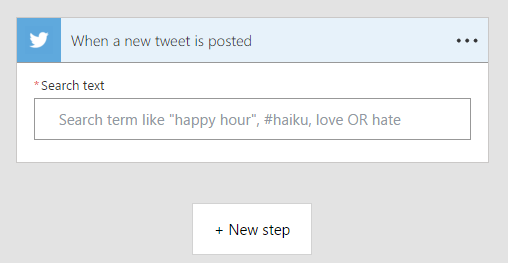 When a new tweet is posted
*Search text
Search term like "happy hour", #haiku, love OR hate
+ New step